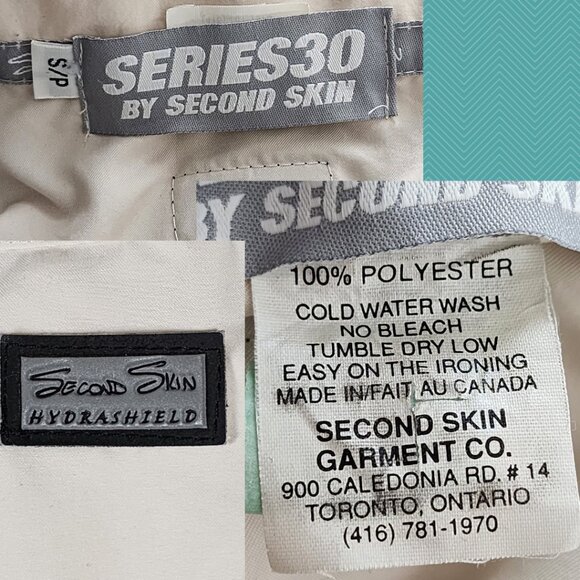 SERIES30
BY SECOND SKIN
S/P
BY SECOND SKIN
100% POLYESTER
COLD WATER WASH
NO BLEACH
TUMBLE DRY LOW
EASY ON THE IRONING
MADE IN/FAIT AU CANADA
SECOND SKIN
GARMENT CO.
900 CALEDONIA RD. # 14
TORONTO, ONTARIO
(416) 781-1970
SECOND SKIN
HYDRASHIELD